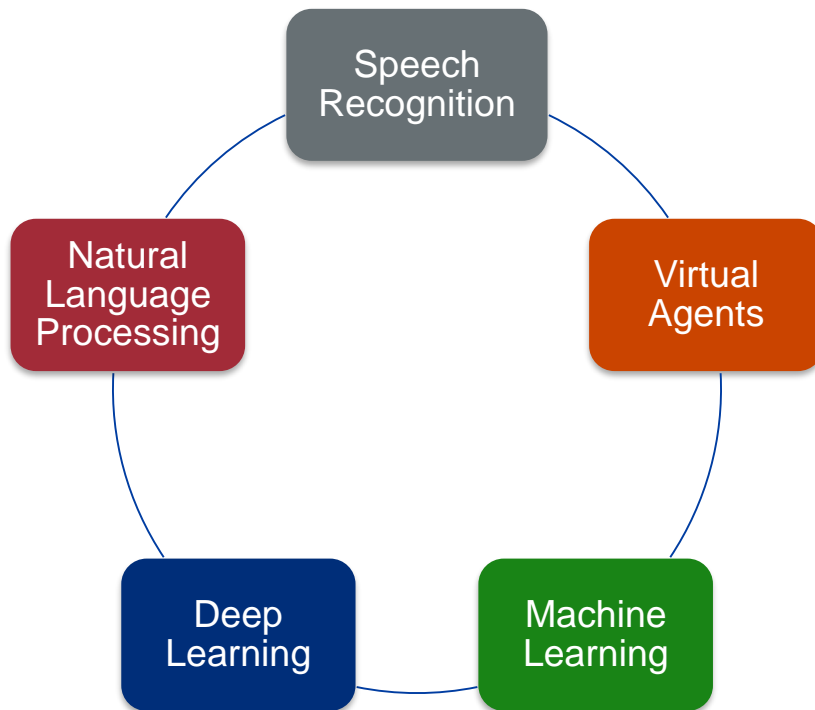 Speech
Recognition
Natural
Language
Processing
Virtual
Agents
Deep
Learning
Machine
Learning